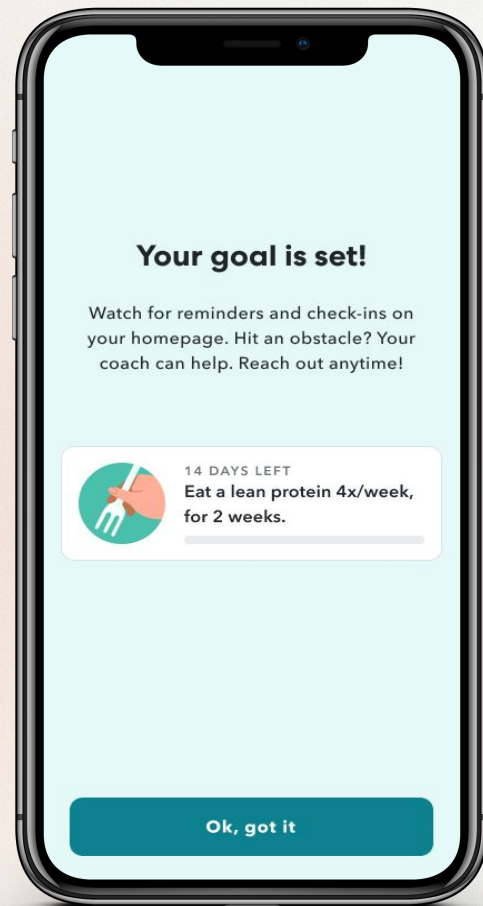 Your goal is set!
Watch for reminders and check-ins on
your homepage. Hit an obstacle? Your
coach can help. Reach out anytime!
14 DAYS LEFT
Eat a lean protein 4x/week,
for 2 weeks.
Ok, got it